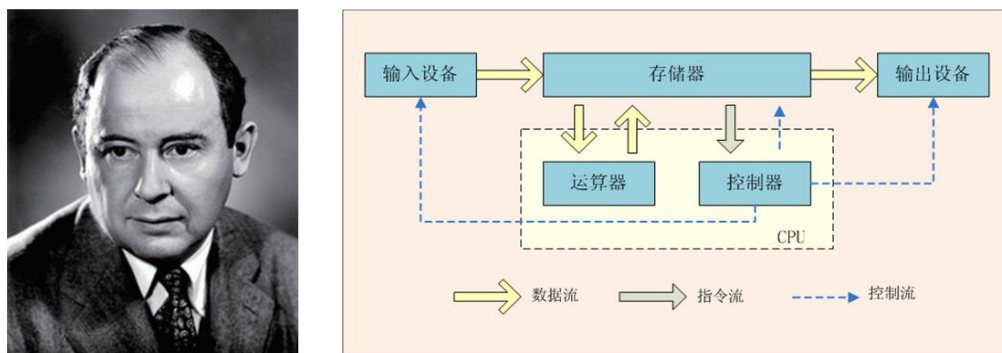 输入设备
存储器
输出设备
运算器
控制器
CPU
数据流
指令流
控制流